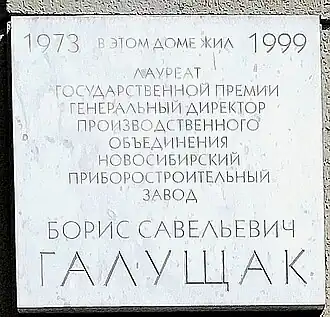 1973 В ЭТОМ ДОМЕ ЖИЛ 1999
ЛАУРЕАТ
ГОСУДАРСТВЕННОЙ ПРЕМИИ
ГЕНЕРАЛЬНЫЙ ДИРЕКТОР
ПРОИЗВОДСТВЕННОГО
ОБЪЕДИНЕНИЯ
НОВОСИБИРСКИЙ
ПРИБОРОСТРОИТЕЛЬНЫЙ
ЗАВОД
БОРИС САВЕЛЬЕВИЧ
ГАЛУЩАК